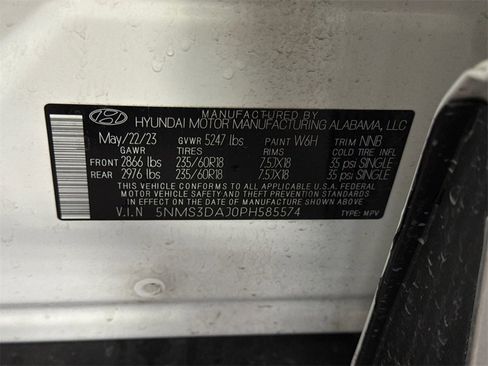 MANUFACTURED BY
HYUNDAI MOTOR MANUFACTURING ALABAMA, LLC
May/22/23 GVWR 5247 lbs PAINT W6H TRIM NNB
GAWR TIRES RIMS COLD TIRE INFL
FRONT 2866 lbs 235/60R18 7.5JX18 35 psi SINGLE
REAR 2976 lbs 235/60R18 7.5JX18 35 psi SINGLE
THIS VEHICLE CONFORMS TO ALL APPLICABLE U.S.A. FEDERAL
MOTOR VEHICLE SAFETY AND THEFT PREVENTION STANDARDS
IN EFFECT ON THE DATE OF MANUFACTURE SHOWN ABOVE.
V.I.N 5NMS3DAJ0PH585574 TYPE: MPV